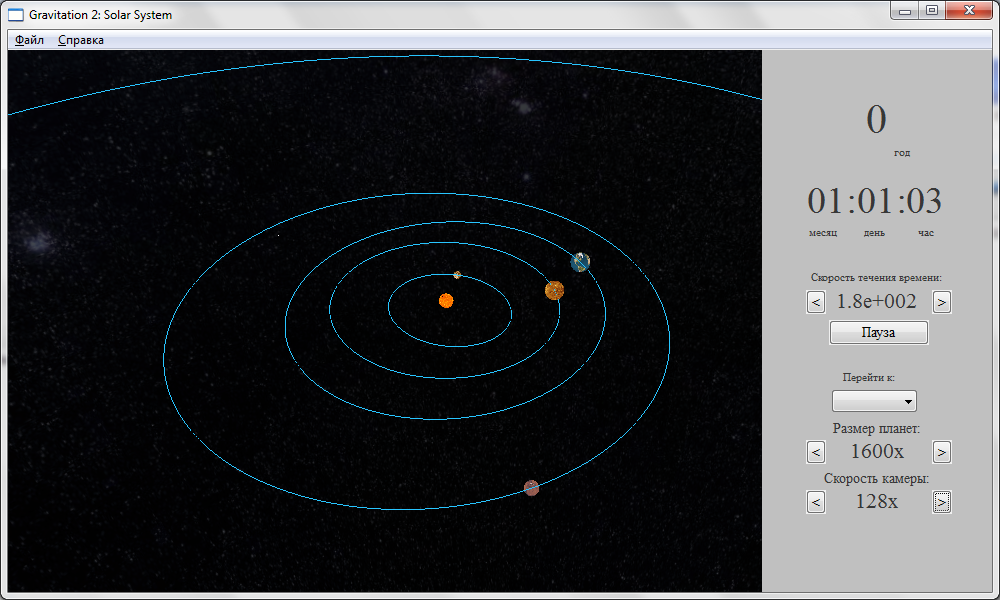 Gravitation 2: Solar System
Файл Справка
0
год
01:01:03
месяц день час
Скорость течения времени:
< 1.8e+002 >
Пауза
Перейти к:
Размер планет:
< 1600x >
Скорость камеры:
< 128x >